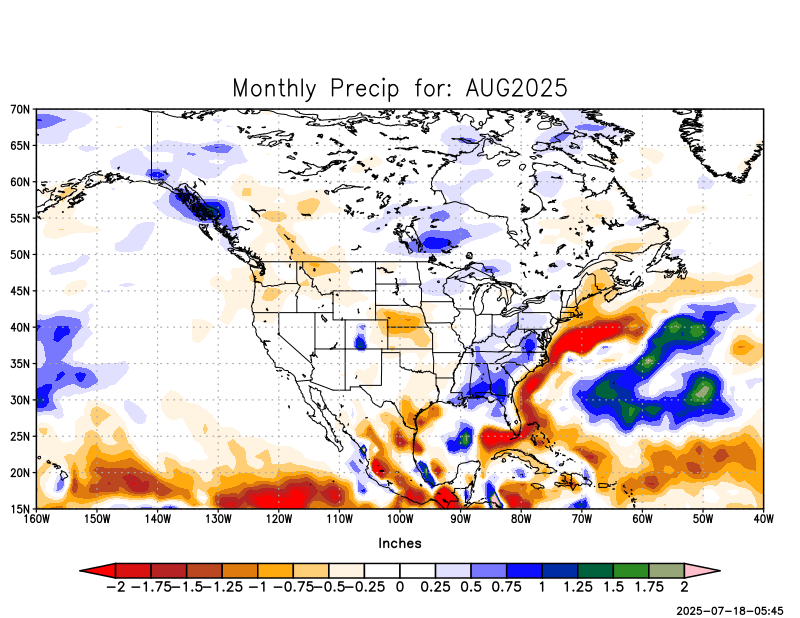 Monthly Precip for: AUG2025
70N
65N
60N
55N
50N
45N
40N
35N
30N
25N
20N
15N
160W 150W 140W 130W 120W 110W 100W 90W 80W 70W 60W 50W 40W
Inches
-2 -1.75 -1.5 -1.25 -1 -0.75 -0.5 -0.25 0 0.25 0.5 0.75 1 1.25 1.5 1.75 2
2025-07-18-05:45